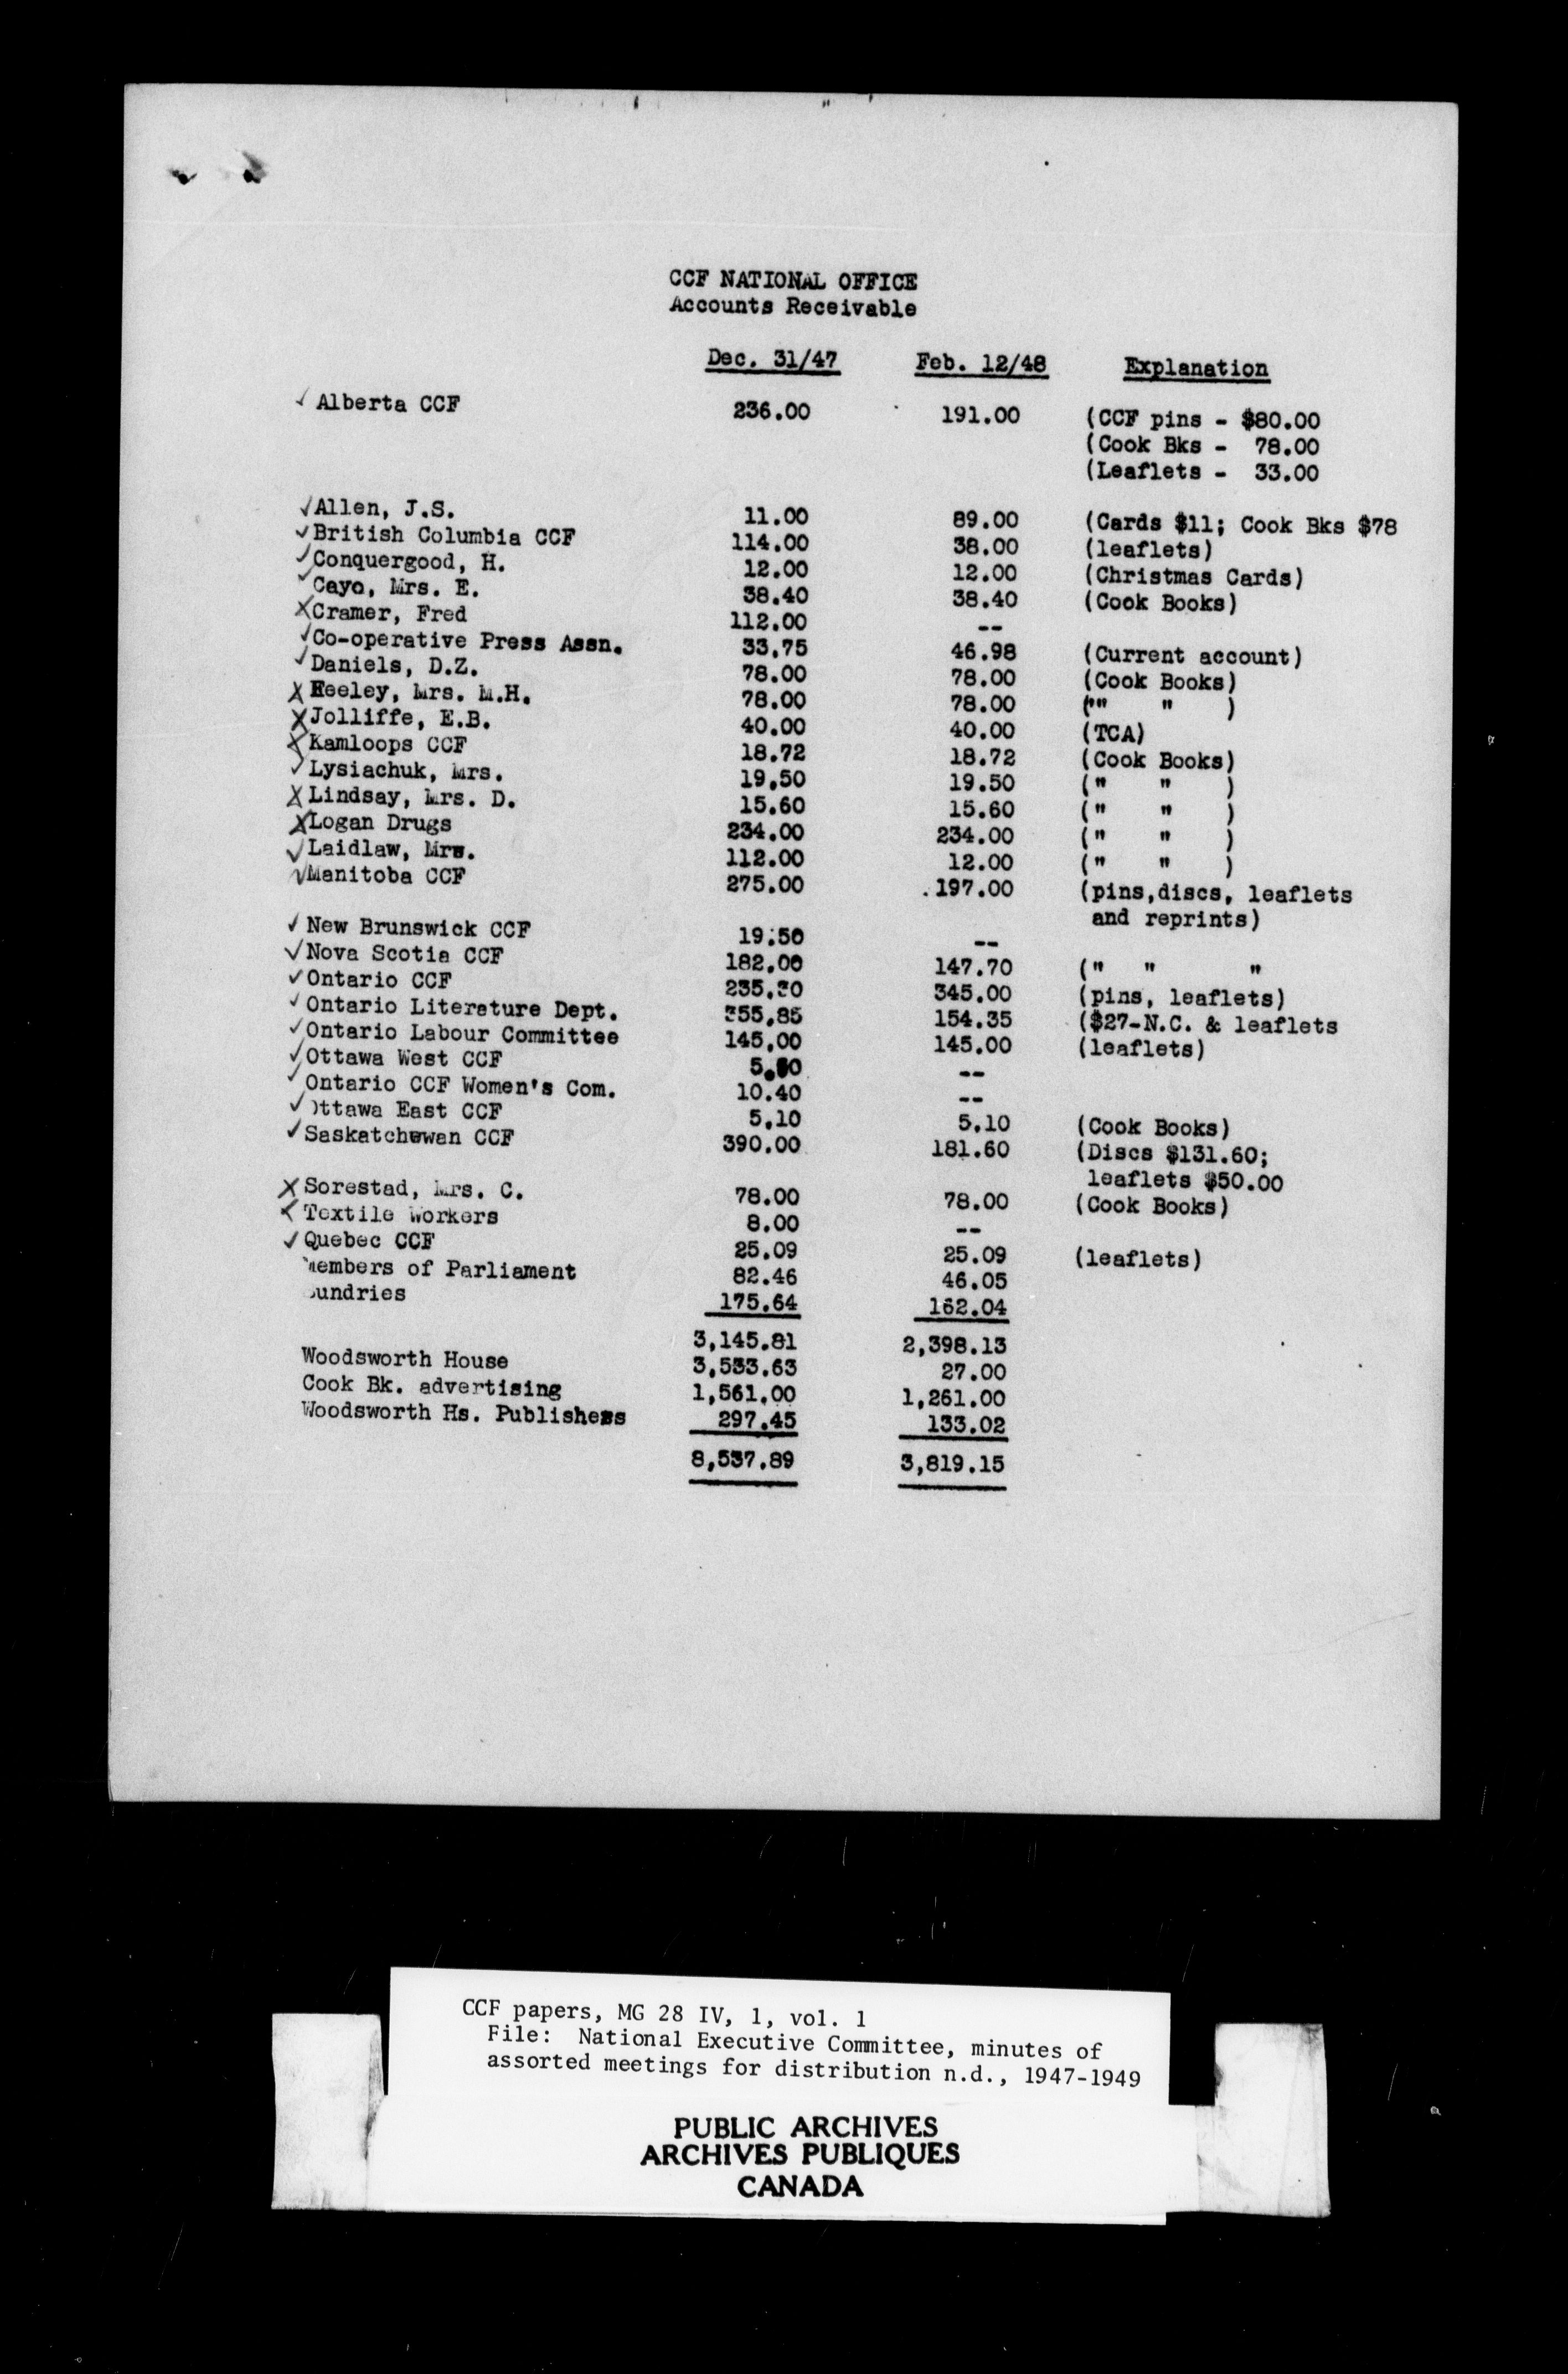 CCF NATIONAL OFFICE
Accounts Receivable
Dec. 31/47 Feb. 12/48 Explanation
✓ Alberta CCF 236.00 191.00 (CCF pins - $80.00
(Cook Bks - 78.00
(Leaflets - 33.00
✓ Allen, J.S. 11.00 89.00 (Cards $11; Cook Bks $78
✓ British Columbia CCF 114.00 38.00 (leaflets)
✓ Conquergood, H. 12.00 12.00 (Christmas Cards)
✓ Cayo, Mrs. E. 38.40 38.40 (Cook Books)
X Cramer, Fred 112.00 --
✓ Co-operative Press Assn. 33.75 46.98 (Current account)
✓ Daniels, D.Z. 78.00 78.00 (Cook Books)
X Heeley, Mrs. M.H. 78.00 78.00 ("" " )
X Jolliffe, E.B. 40.00 40.00 (TCA)
X Kamloops CCF 18.72 18.72 (Cook Books)
✓ Lysiachuk, Mrs. 19.50 19.50 (" " )
X Lindsay, Mrs. D. 15.60 15.60 (" " )
X Logan Drugs 234.00 234.00 (" " )
✓ Laidlaw, Mrs. 112.00 12.00 (" " )
✓ Manitoba CCF 275.00 197.00 (pins,discs, leaflets
and reprints)
✓ New Brunswick CCF 19.50 --
✓ Nova Scotia CCF 182.00 147.70 (" " "
✓ Ontario CCF 235.30 345.00 (pins, leaflets)
✓ Ontario Literature Dept. 355.85 154.35 ($27-N.C. & leaflets
✓ Ontario Labour Committee 145.00 145.00 (leaflets)
✓ Ottawa West CCF --
✓ Ontario CCF Women's Com. 10.40 --
✓ Ottawa East CCF 5.10 5.10 (Cook Books)
✓ Saskatchewan CCF 390.00 181.60 (Discs $131.60;
leaflets $50.00
X Sorestad, Mrs. C. 78.00 78.00 (Cook Books)
X Textile Workers 8.00 --
✓ Quebec CCF 25.09 25.09 (leaflets)
Members of Parliament 82.46 46.05
Sundries 175.64 162.04
3,145.81 2,398.13
Woodsworth House 3,533.63 27.00
Cook Bk. advertising 1,561.00 1,261.00
Woodsworth Hs. Publishers 297.45 133.02
8,537.89 3,819.15
CCF papers, MG 28 IV, 1, vol. 1
File: National Executive Committee, minutes of
assorted meetings for distribution n.d., 1947-1949
PUBLIC ARCHIVES
ARCHIVES PUBLIQUES
CANADA